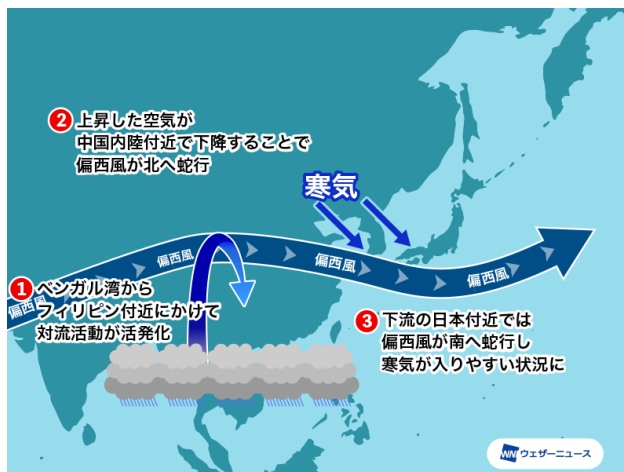 ❷ 上昇した空気が
中国内陸付近で下降することで
偏西風が北へ蛇行
寒気
偏西風
偏西風
偏西風
偏西風
❶ ベンガル湾から
フィリピン付近にかけて
対流活動が活発化
❸ 下流の日本付近では
偏西風が南へ蛇行し
寒気が入りやすい状況に
WN ウェザーニュース